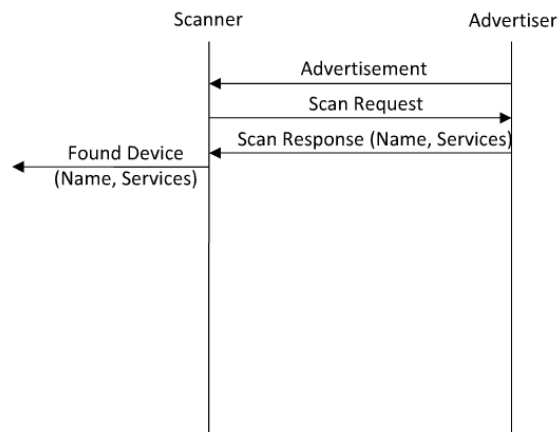 Scanner
Advertiser
Advertisement
Scan Request
Scan Response (Name, Services)
Found Device
(Name, Services)